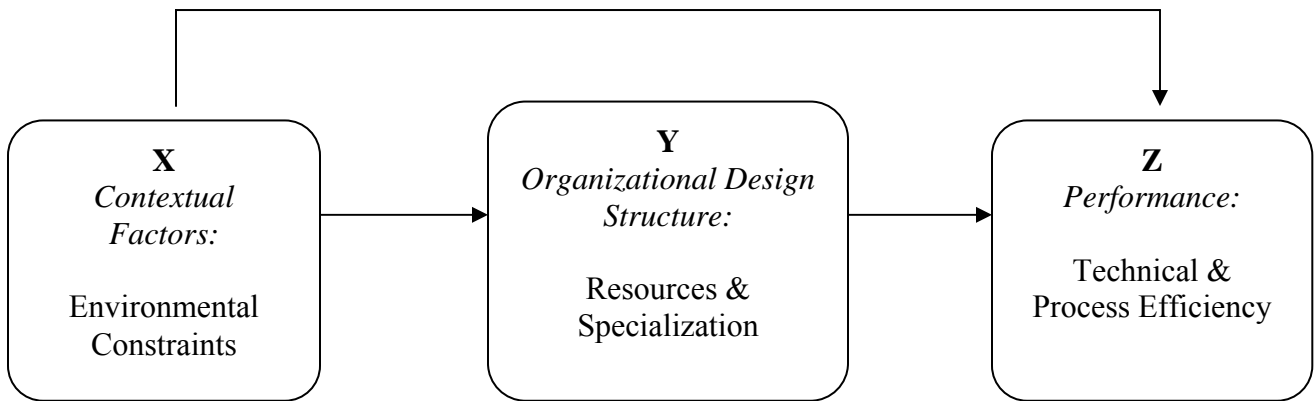 X
Contextual
Factors:
Environmental
Constraints
Y
Organizational Design
Structure:
Resources &
Specialization
Z
Performance:
Technical &
Process Efficiency